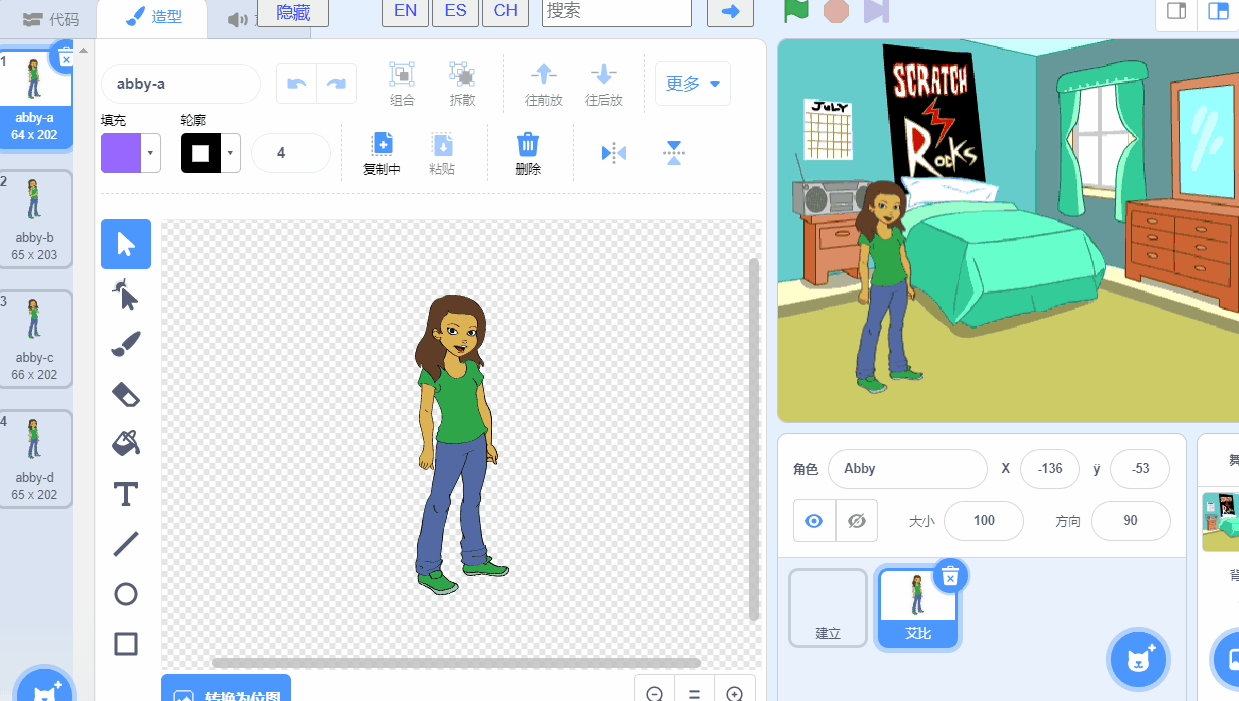 代码
造型
隐藏
EN
ES
CH
搜索
1
abby-a
64 x 202
2
abby-b
65 x 203
3
abby-c
66 x 202
4
abby-d
65 x 202
abby-a
组合
拆散
往前放
往后放
更多
填充
轮廓
4
复制中
粘贴
删除
T
转换为位图
JULY
SCRATCH
Rocks
角色
Abby
X
-136
ÿ
-53
大小
100
方向
90
建立
艾比